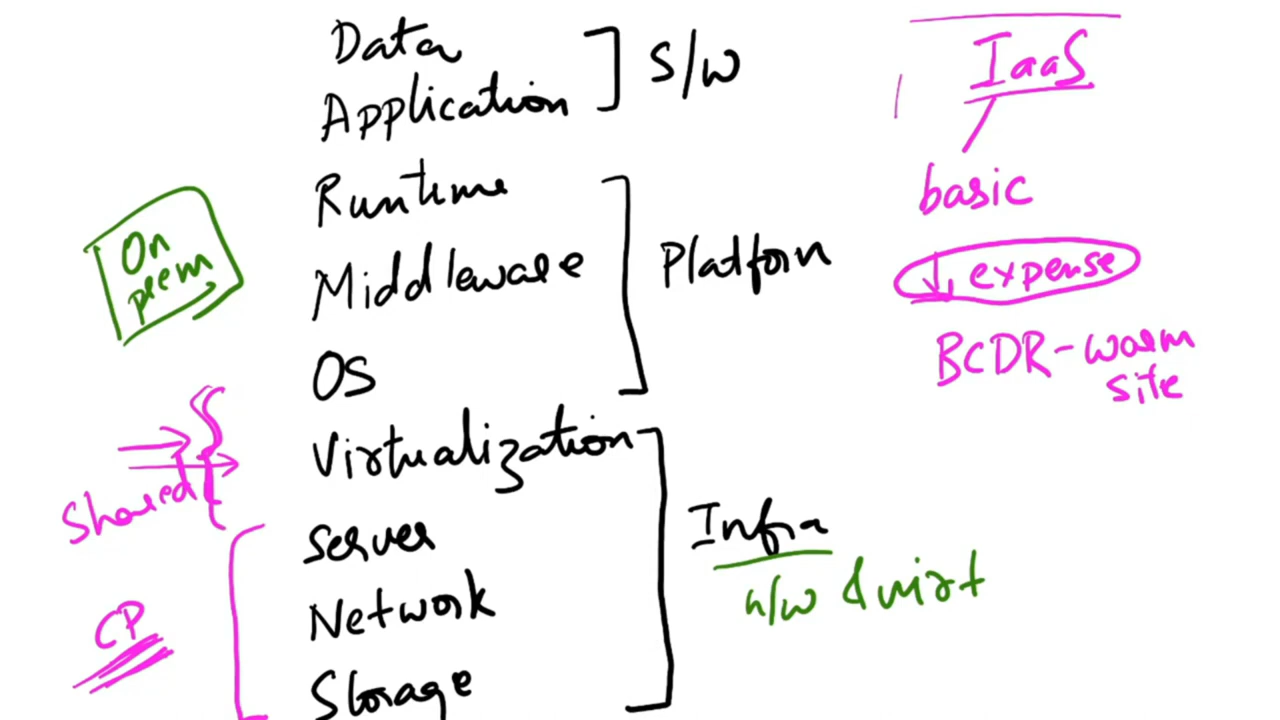 Data
Application
S/W
Runtime
Middleware
OS
Platform
Virtualization
Server
Network
Storage
Infra
h/w & virt
On
prem
Shared
CP
IaaS
basic
↓ expense
BCDR - warm
site